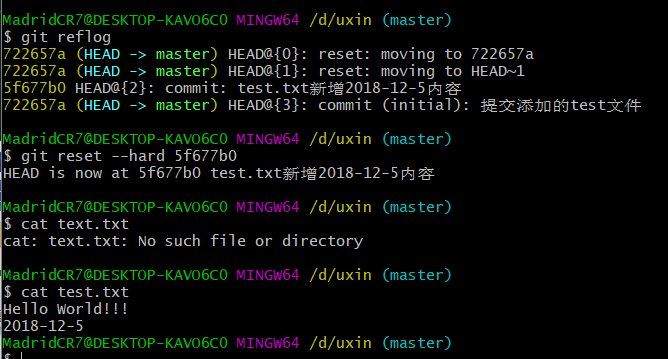 MadridCR7@DESKTOP-KAVO6C0 MINGW64 /d/uxin (master)
$ git reflog
722657a (HEAD -> master) HEAD@{0}: reset: moving to 722657a
722657a (HEAD -> master) HEAD@{1}: reset: moving to HEAD~1
5f677b0 HEAD@{2}: commit: test.txt新增2018-12-5内容
722657a (HEAD -> master) HEAD@{3}: commit (initial): 提交添加的test文件
MadridCR7@DESKTOP-KAVO6C0 MINGW64 /d/uxin (master)
$ git reset --hard 5f677b0
HEAD is now at 5f677b0 test.txt新增2018-12-5内容
MadridCR7@DESKTOP-KAVO6C0 MINGW64 /d/uxin (master)
$ cat text.txt
cat: text.txt: No such file or directory
MadridCR7@DESKTOP-KAVO6C0 MINGW64 /d/uxin (master)
$ cat test.txt
Hello World!!!
2018-12-5
MadridCR7@DESKTOP-KAVO6C0 MINGW64 /d/uxin (master)
$